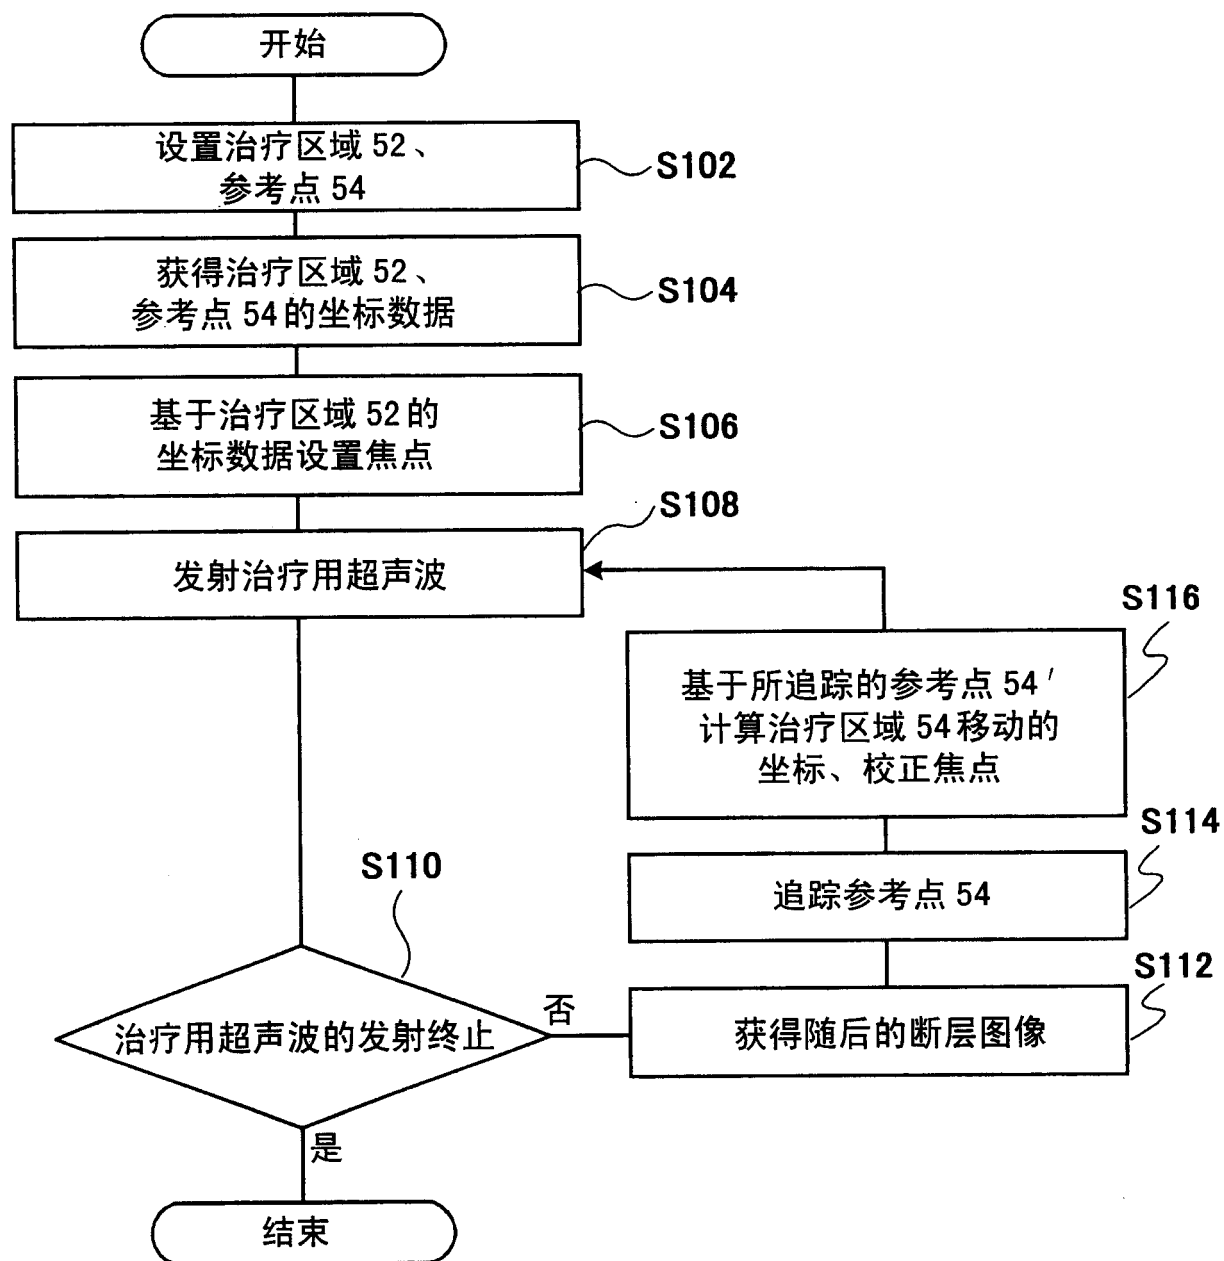 开始
设置治疗区域 52、
参考点 54
S102
获得治疗区域 52、
参考点 54的坐标数据
S104
基于治疗区域 52的
坐标数据设置焦点
S106
发射治疗用超声波
S108
S116
基于所追踪的参考点 54′
计算治疗区域 54移动的
坐标、校正焦点
S114
追踪参考点 54
S112
获得随后的断层图像
S110
治疗用超声波的发射终止
否
是
结束